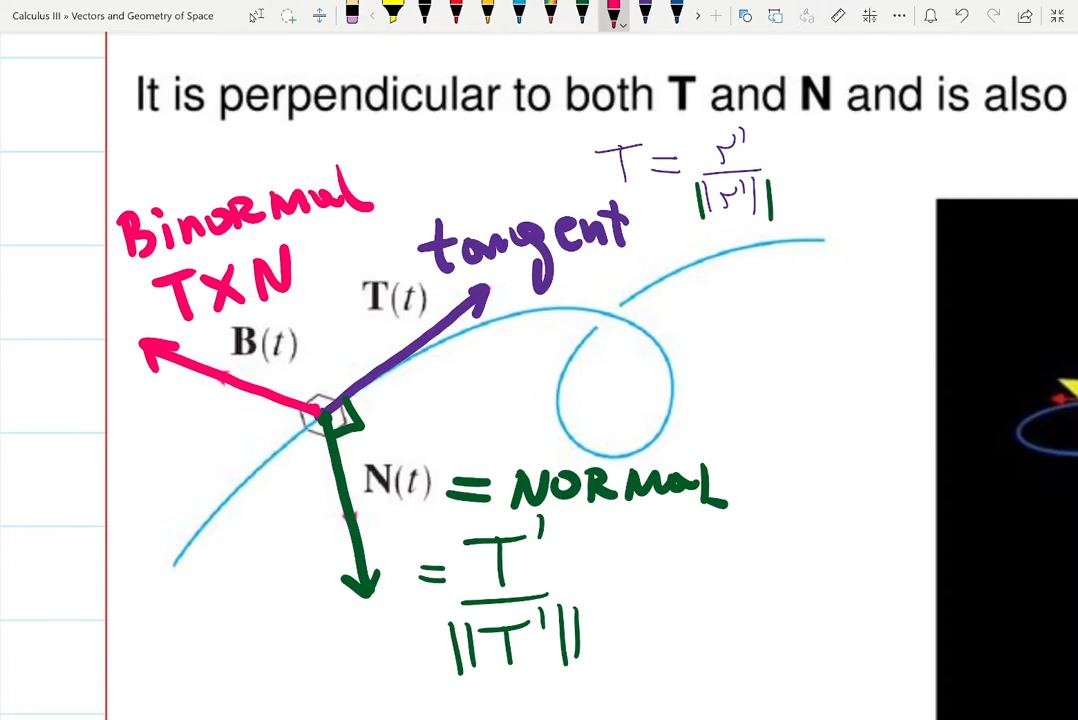 Calculus III » Vectors and Geometry of Space
It is perpendicular to both T and N and is also
T = r' / ||r'||
Binormal
T×N
tangent
T(t)
B(t)
N(t) = NORMAL
= T' / ||T'||